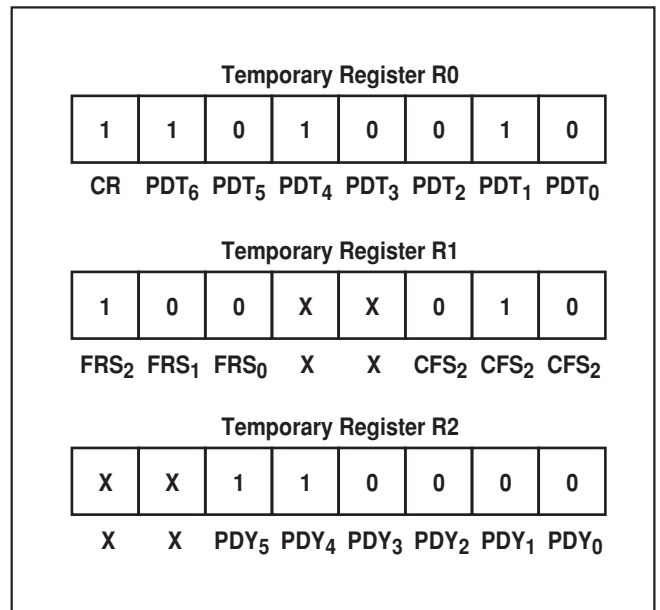 Temporary Register R0
1 1 0 1 0 0 1 0
CR PDT6 PDT5 PDT4 PDT3 PDT2 PDT1 PDT0
Temporary Register R1
1 0 0 X X 0 1 0
FRS2 FRS1 FRS0 X X CFS2 CFS2 CFS2
Temporary Register R2
X X 1 1 0 0 0 0
X X PDY5 PDY4 PDY3 PDY2 PDY1 PDY0